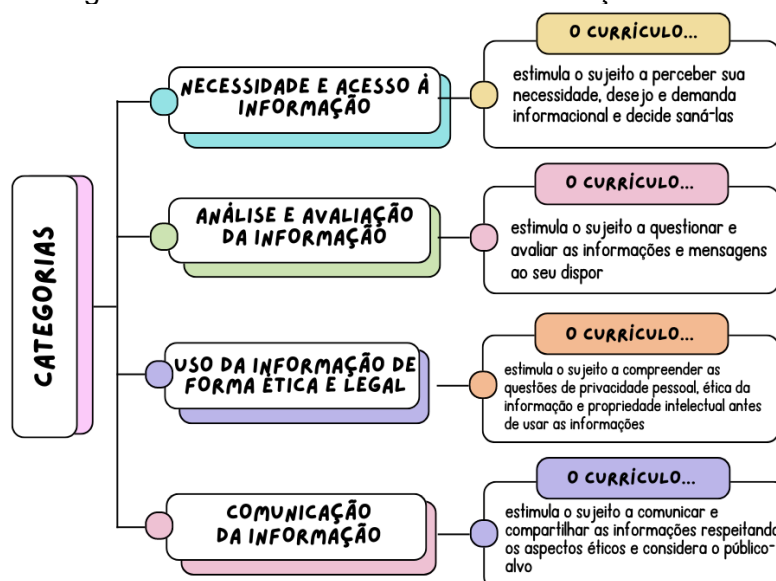 CATEGORIAS
NECESSIDADE E ACESSO À
INFORMAÇÃO
O CURRÍCULO...
estimula o sujeito a perceber sua
necessidade, desejo e demanda
informacional e decide saná-las
ANÁLISE E AVALIAÇÃO
DA INFORMAÇÃO
O CURRÍCULO...
estimula o sujeito a questionar e
avaliar as informações e mensagens
ao seu dispor
USO DA INFORMAÇÃO DE
FORMA ÉTICA E LEGAL
O CURRÍCULO...
estimula o sujeito a compreender as
questões de privacidade pessoal, ética da
informação e propriedade intelectual antes
de usar as informações
COMUNICAÇÃO
DA INFORMAÇÃO
O CURRÍCULO...
estimula o sujeito a comunicar e
compartilhar as informações respeitando
os aspectos éticos e considera o público-
alvo